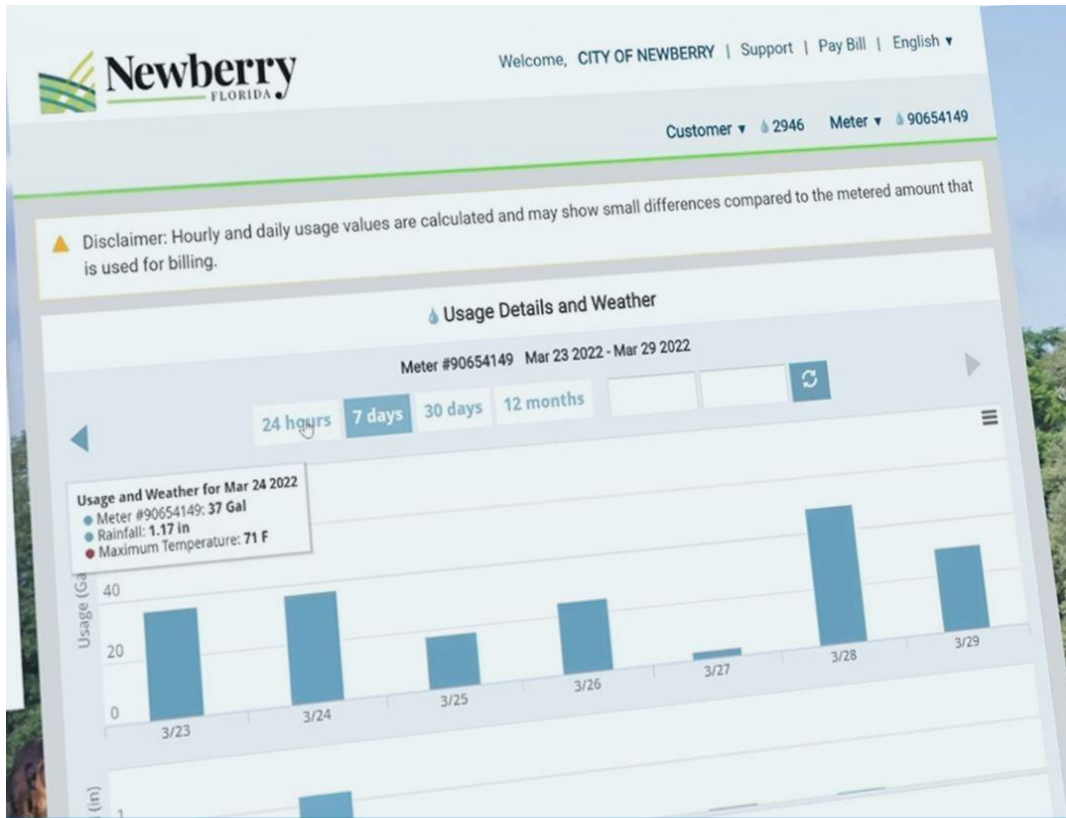 Newberry
FLORIDA
Welcome, CITY OF NEWBERRY | Support | Pay Bill | English ▾
Customer ▾ 2946 Meter ▾ 90654149
Disclaimer: Hourly and daily usage values are calculated and may show small differences compared to the metered amount that
is used for billing.
Usage Details and Weather
Meter #90654149 Mar 23 2022 - Mar 29 2022
24 hours 7 days 30 days 12 months
Usage and Weather for Mar 24 2022
Meter #90654149: 37 Gal
Rainfall: 1.17 in
Maximum Temperature: 71 F
Usage (Ga
40
20
0
3/23 3/24 3/25 3/26 3/27 3/28 3/29
(in)
1